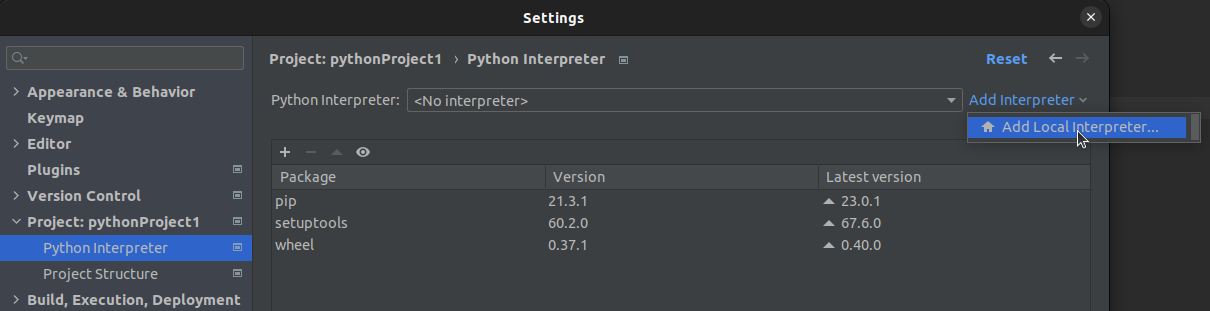 Settings
Project: pythonProject1 › Python Interpreter
Reset
Appearance & Behavior
Keymap
Editor
Plugins
Version Control
Project: pythonProject1
Python Interpreter
Project Structure
Build, Execution, Deployment
Python Interpreter: <No interpreter> Add Interpreter
Add Local Interpreter...
Package Version Latest version
pip 21.3.1 23.0.1
setuptools 60.2.0 67.6.0
wheel 0.37.1 0.40.0